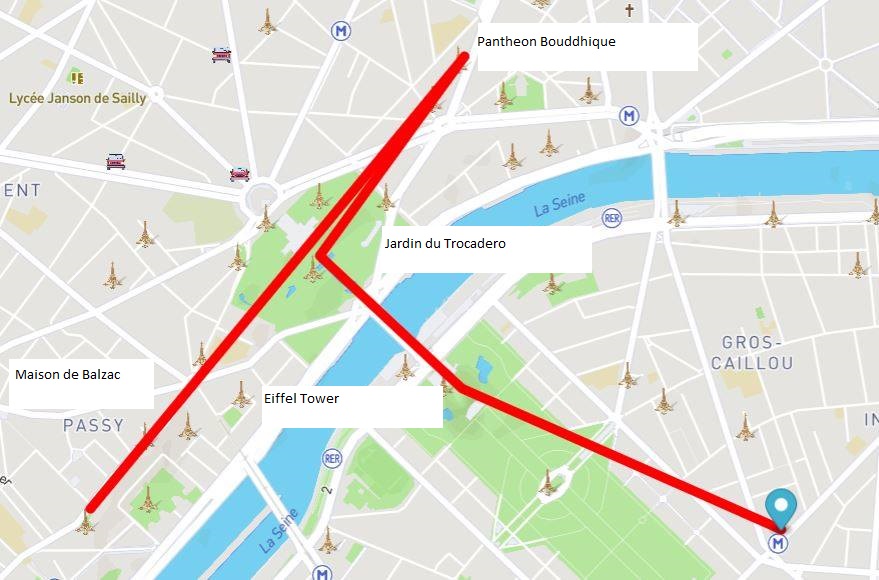 Pantheon Bouddhique
M
Lycée Janson de Sailly
M
ENT
La Seine
RER
Jardin du Trocadero
GROS-
CAILLOU
Maison de Balzac
Eiffel Tower
PASSY
IN
RER
2
er
La Seine
M
M